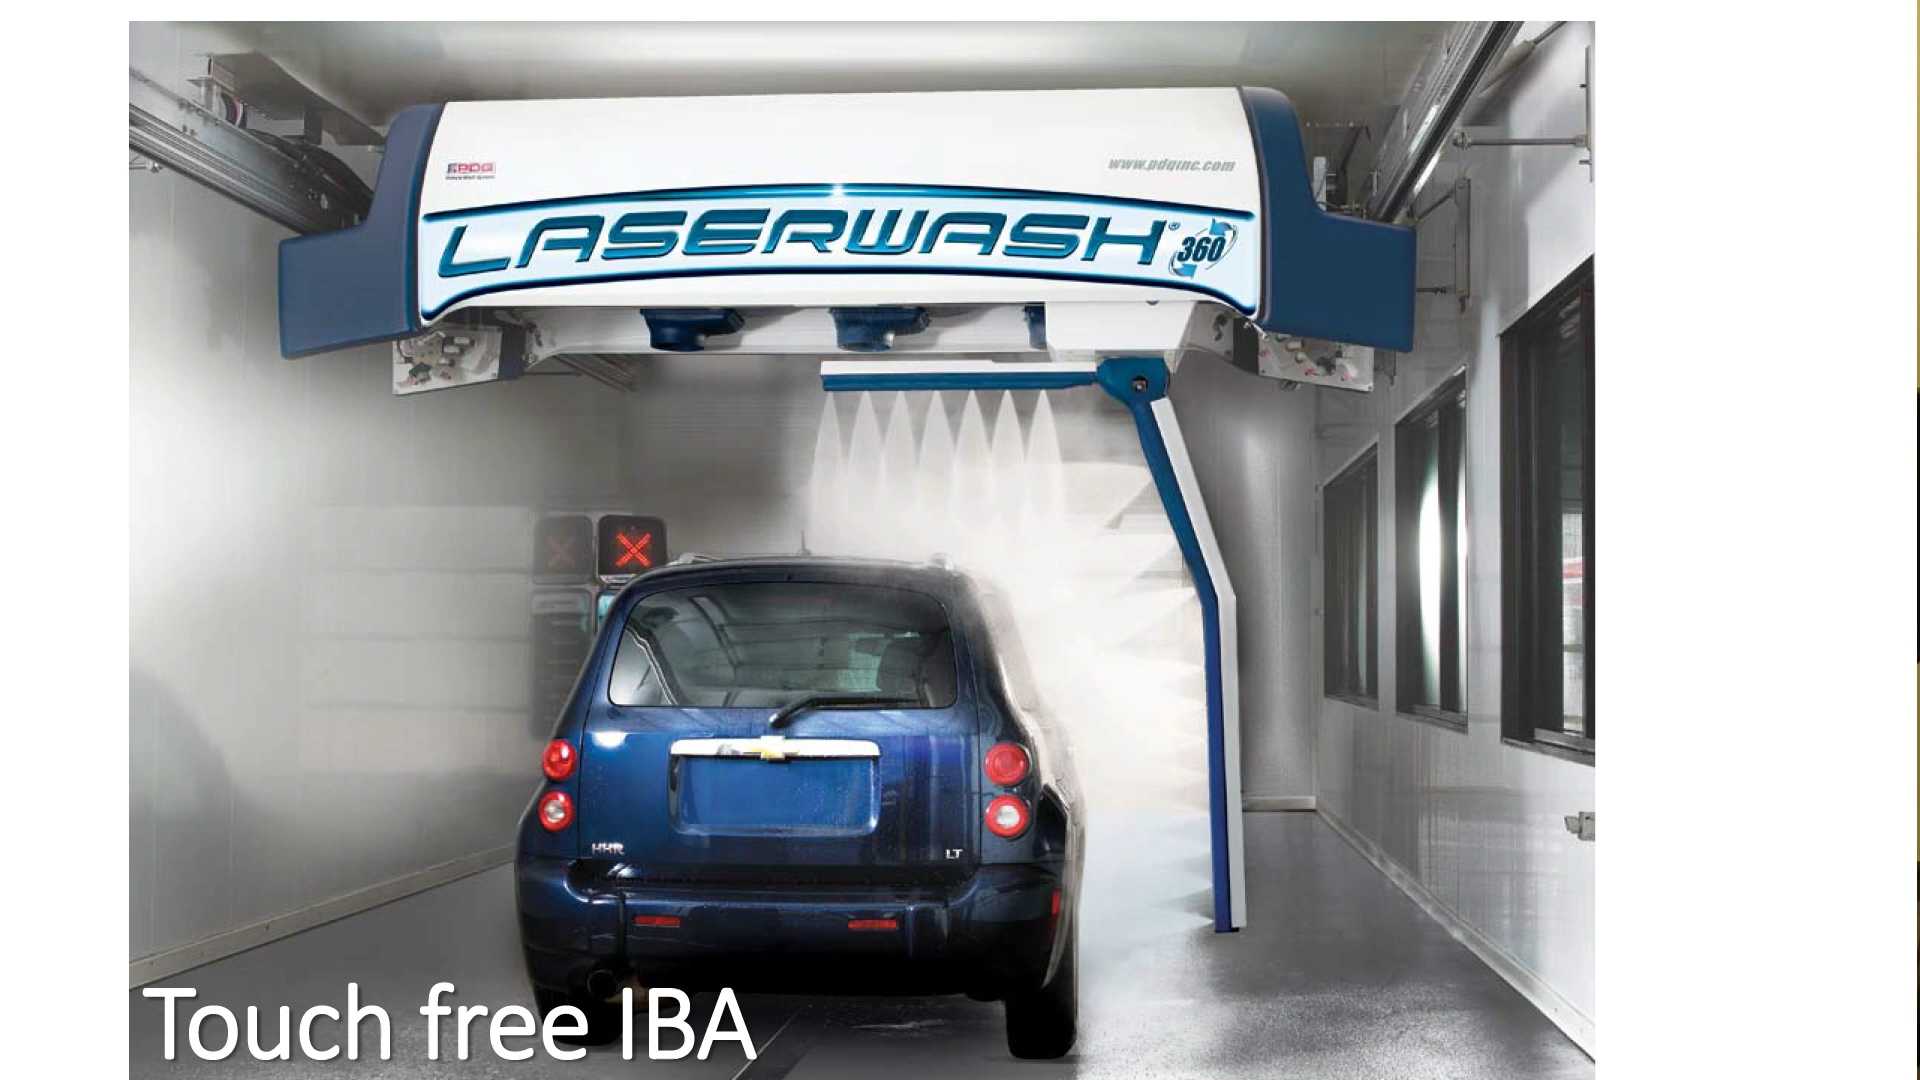 PDQ
www.pdqinc.com
LASERWASH® 360
HHR
LT
Touch free IBA